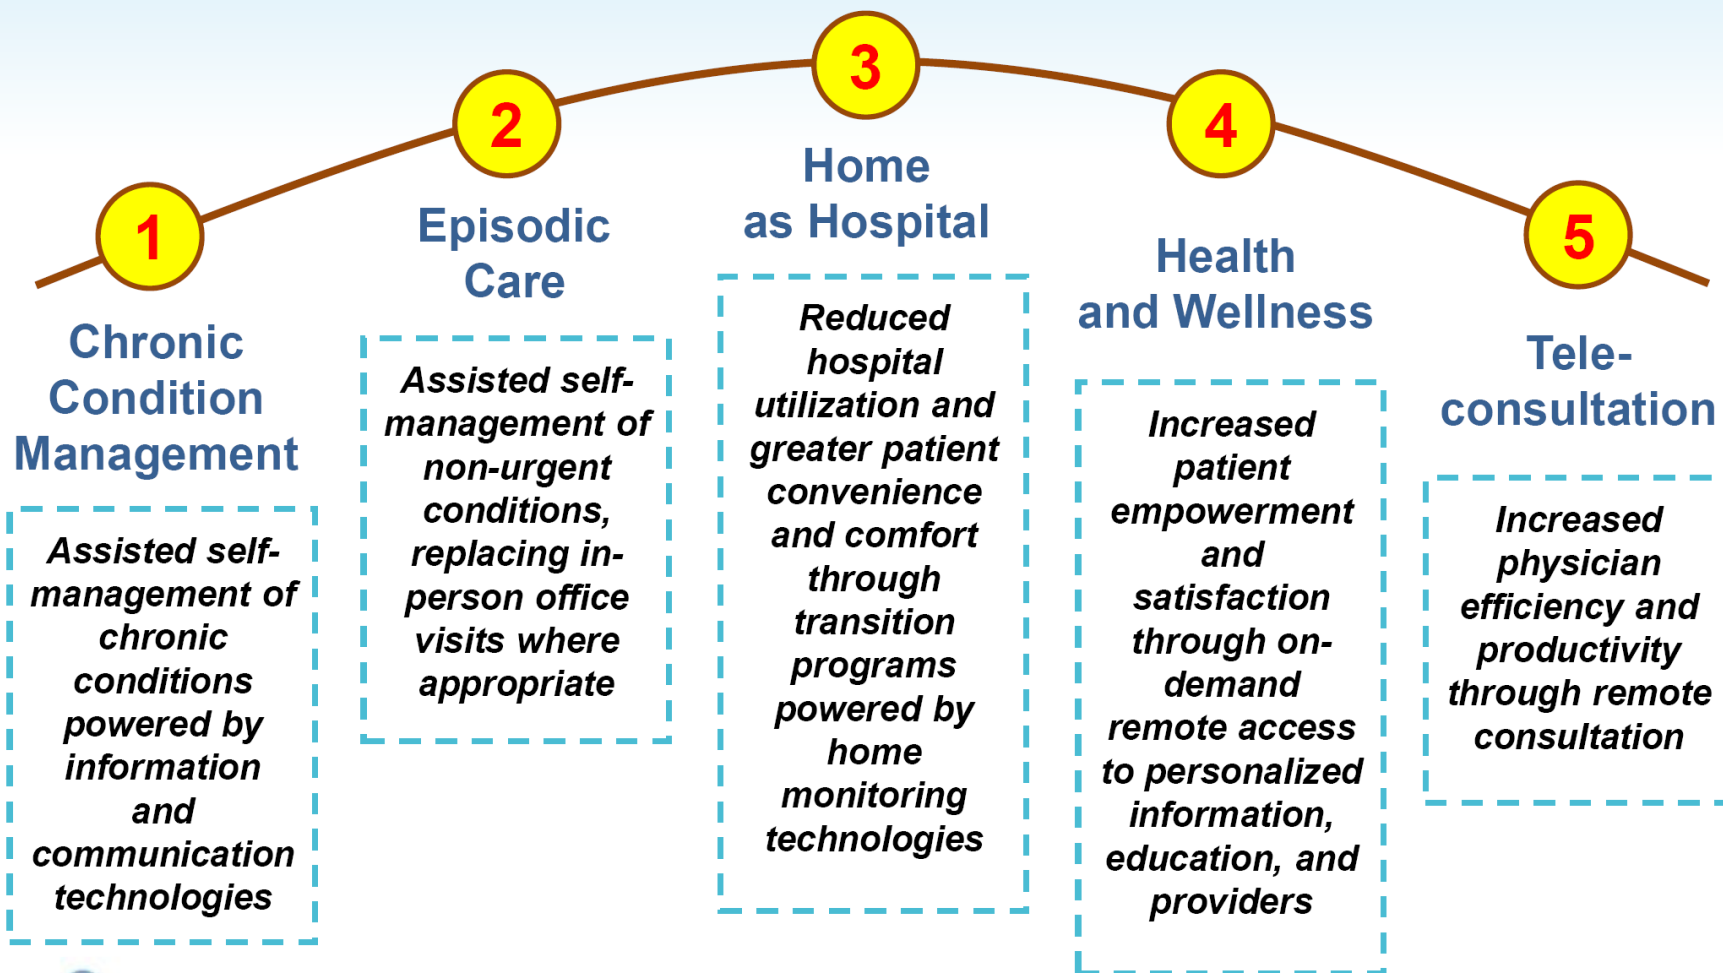 1
Chronic
Condition
Management
Assisted self-
management of
chronic
conditions
powered by
information
and
communication
technologies
2
Episodic
Care
Assisted self-
management of
non-urgent
conditions,
replacing in-
person office
visits where
appropriate
3
Home
as Hospital
Reduced
hospital
utilization and
greater patient
convenience
and comfort
through
transition
programs
powered by
home
monitoring
technologies
4
Health
and Wellness
Increased
patient
empowerment
and
satisfaction
through on-
demand
remote access
to personalized
information,
education, and
providers
5
Tele-
consultation
Increased
physician
efficiency and
productivity
through remote
consultation